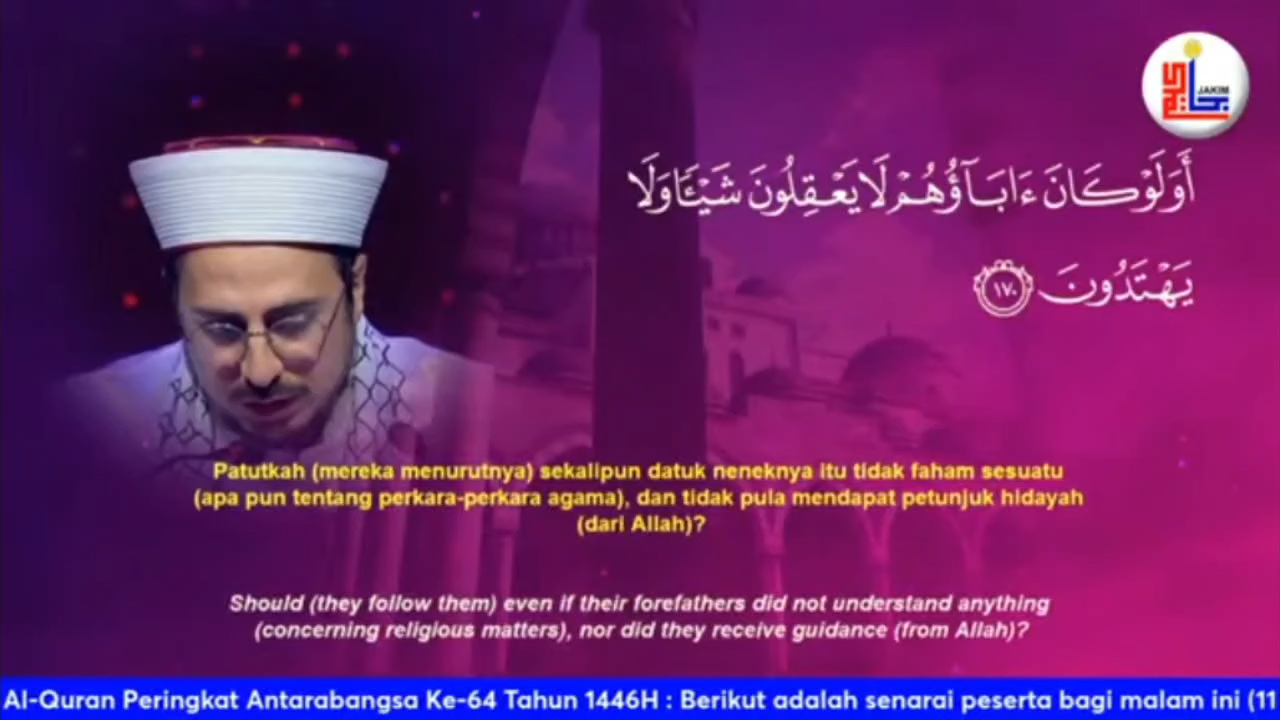 جاكيم
JAKIM
أَوَلَوْ كَانَ ءَابَآؤُهُمْ لَا يَعْقِلُونَ شَيْـًٔا وَلَا
يَهْتَدُونَ ١٧٠
Patutkah (mereka menurutnya) sekalipun datuk neneknya itu tidak faham sesuatu
(apa pun tentang perkara-perkara agama), dan tidak pula mendapat petunjuk hidayah
(dari Allah)?
Should (they follow them) even if their forefathers did not understand anything
(concerning religious matters), nor did they receive guidance (from Allah)?
Al-Quran Peringkat Antarabangsa Ke-64 Tahun 1446H : Berikut adalah senarai peserta bagi malam ini (11